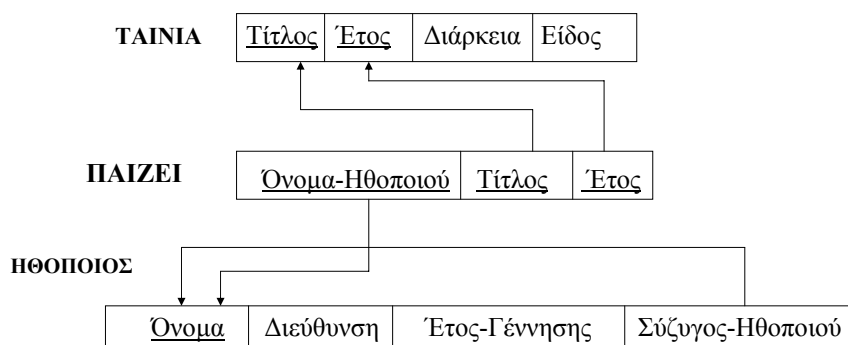 ΤΑΙΝΙΑ Τίτλος Έτος Διάρκεια Είδος
ΠΑΙΖΕΙ Όνομα-Ηθοποιού Τίτλος Έτος
ΗΘΟΠΟΙΟΣ
Όνομα Διεύθυνση Έτος-Γέννησης Σύζυγος-Ηθοποιού